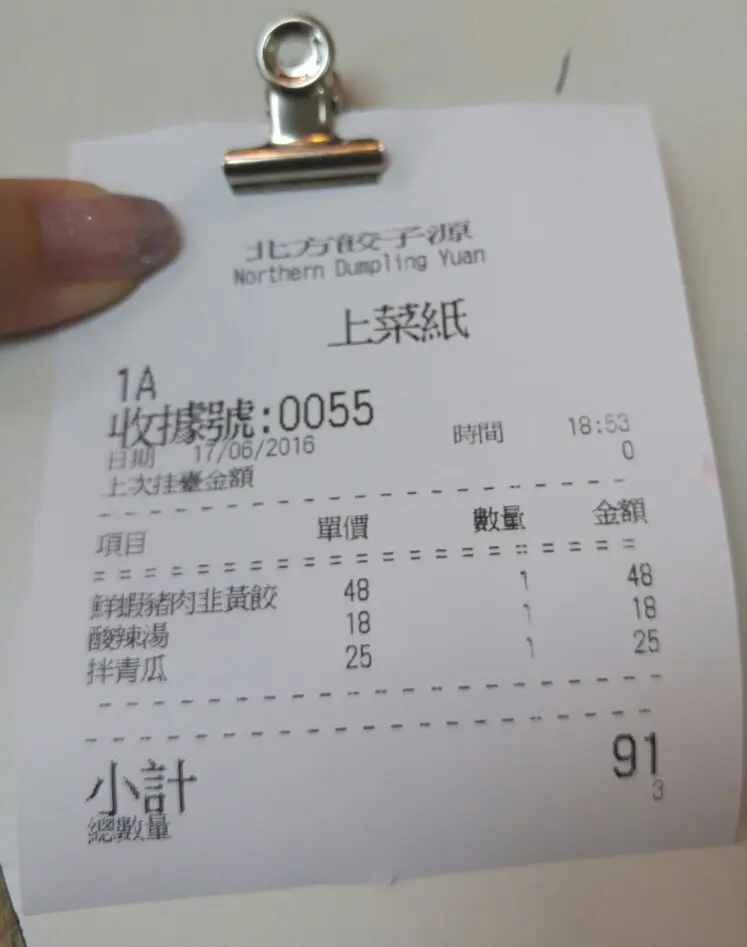 北方餃子源
Northern Dumpling Yuan
上菜紙
1A
收據號:0055
日期 17/06/2016 時間 18:53
上次挂臺金額 0
項目 單價 數量 金額
鮮蝦豬肉韭黃餃 48 1 48
酸辣湯 18 1 18
拌青瓜 25 1 25
小計 91
總數量 3